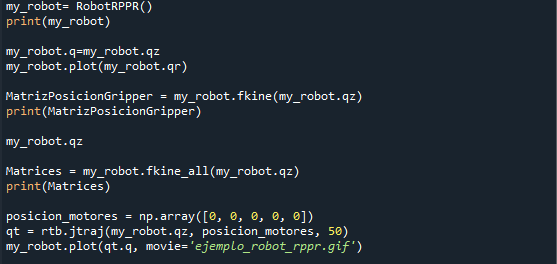 my_robot= RobotRPPR()
print(my_robot)
my_robot.q=my_robot.qz
my_robot.plot(my_robot.qr)
MatrizPosicionGripper = my_robot.fkine(my_robot.qz)
print(MatrizPosicionGripper)
my_robot.qz
Matrices = my_robot.fkine_all(my_robot.qz)
print(Matrices)
posicion_motores = np.array([0, 0, 0, 0, 0])
qt = rtb.jtraj(my_robot.qz, posicion_motores, 50)
my_robot.plot(qt.q, movie='ejemplo_robot_rppr.gif')